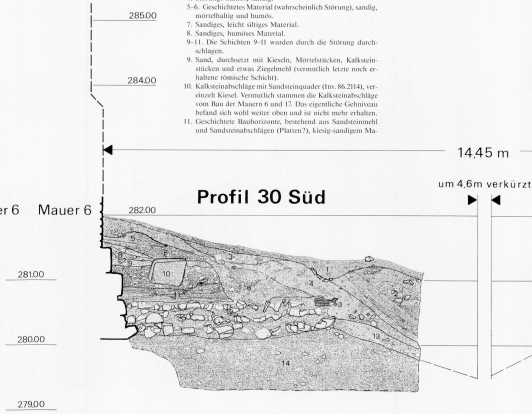 5-6. Geschichtetes Material (wahrscheinlich Störung), sandig,
mörtelhaltig und humös.
7. Sandiges, leicht siltiges Material.
8. Sandiges, humöses Material.
9-11. Die Schichten 9-11 wurden durch die Störung durch-
schlagen.
9. Sand, durchsetzt mit Kieseln, Mörtelstücken, Kalkstein-
stücken und etwas Ziegelmehl (vermutlich letzte noch er-
haltene römische Schicht).
10. Kalksteinabschläge mit Sandsteinquader (Inv. 86.2114), ver-
einzelt Kiesel. Vermutlich stammen die Kalksteinabschläge
vom Bau der Mauern 6 und 17. Das eigentliche Gehniveau
befand sich wohl weiter oben und ist nicht mehr erhalten.
11. Geschichtete Bauhorizonte, bestehend aus Sandsteinmehl
und Sandsteinabschlägen (Platten?), kiesig-sandigem Ma-
285.00
284.00
14,45 m
um 4,6m verkürzt
Profil 30 Süd
er 6
Mauer 6
282.00
281.00
280.00
279.00
1
4
8
10
13
13
14